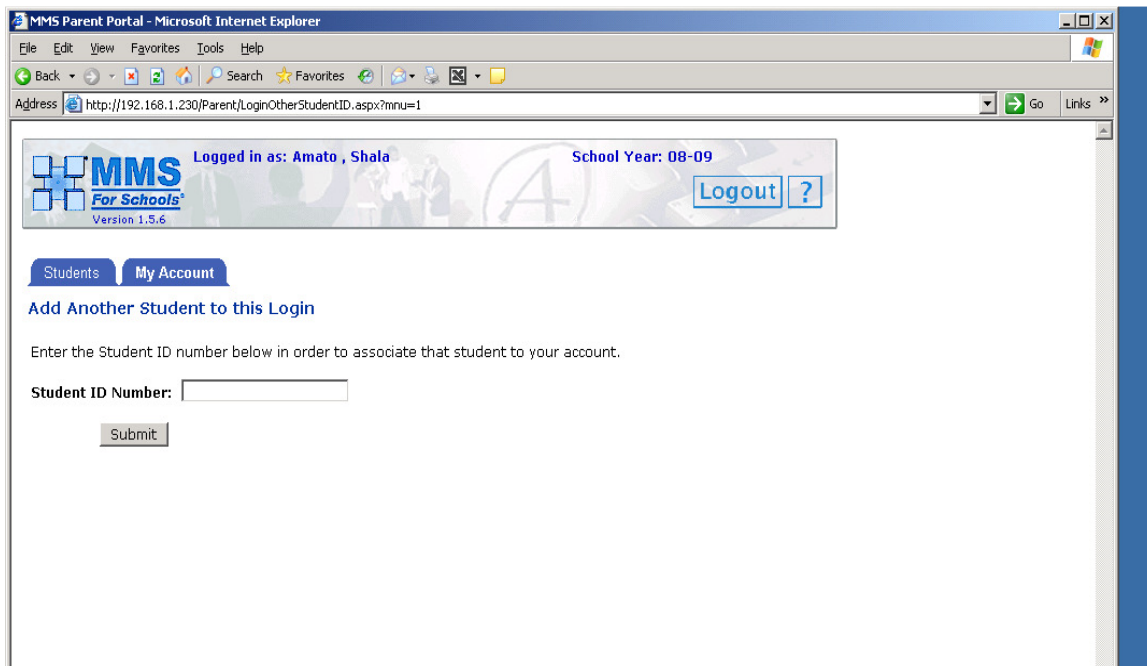 MMS Parent Portal - Microsoft Internet Explorer
File Edit View Favorites Tools Help
Back Search Favorites
Address http://192.168.1.230/Parent/LoginOtherStudentID.aspx?mnu=1 Go Links »
Logged in as: Amato , Shala School Year: 08-09
MMS
For Schools®
Version 1.5.6
Logout ?
Students My Account
Add Another Student to this Login
Enter the Student ID number below in order to associate that student to your account.
Student ID Number:
Submit